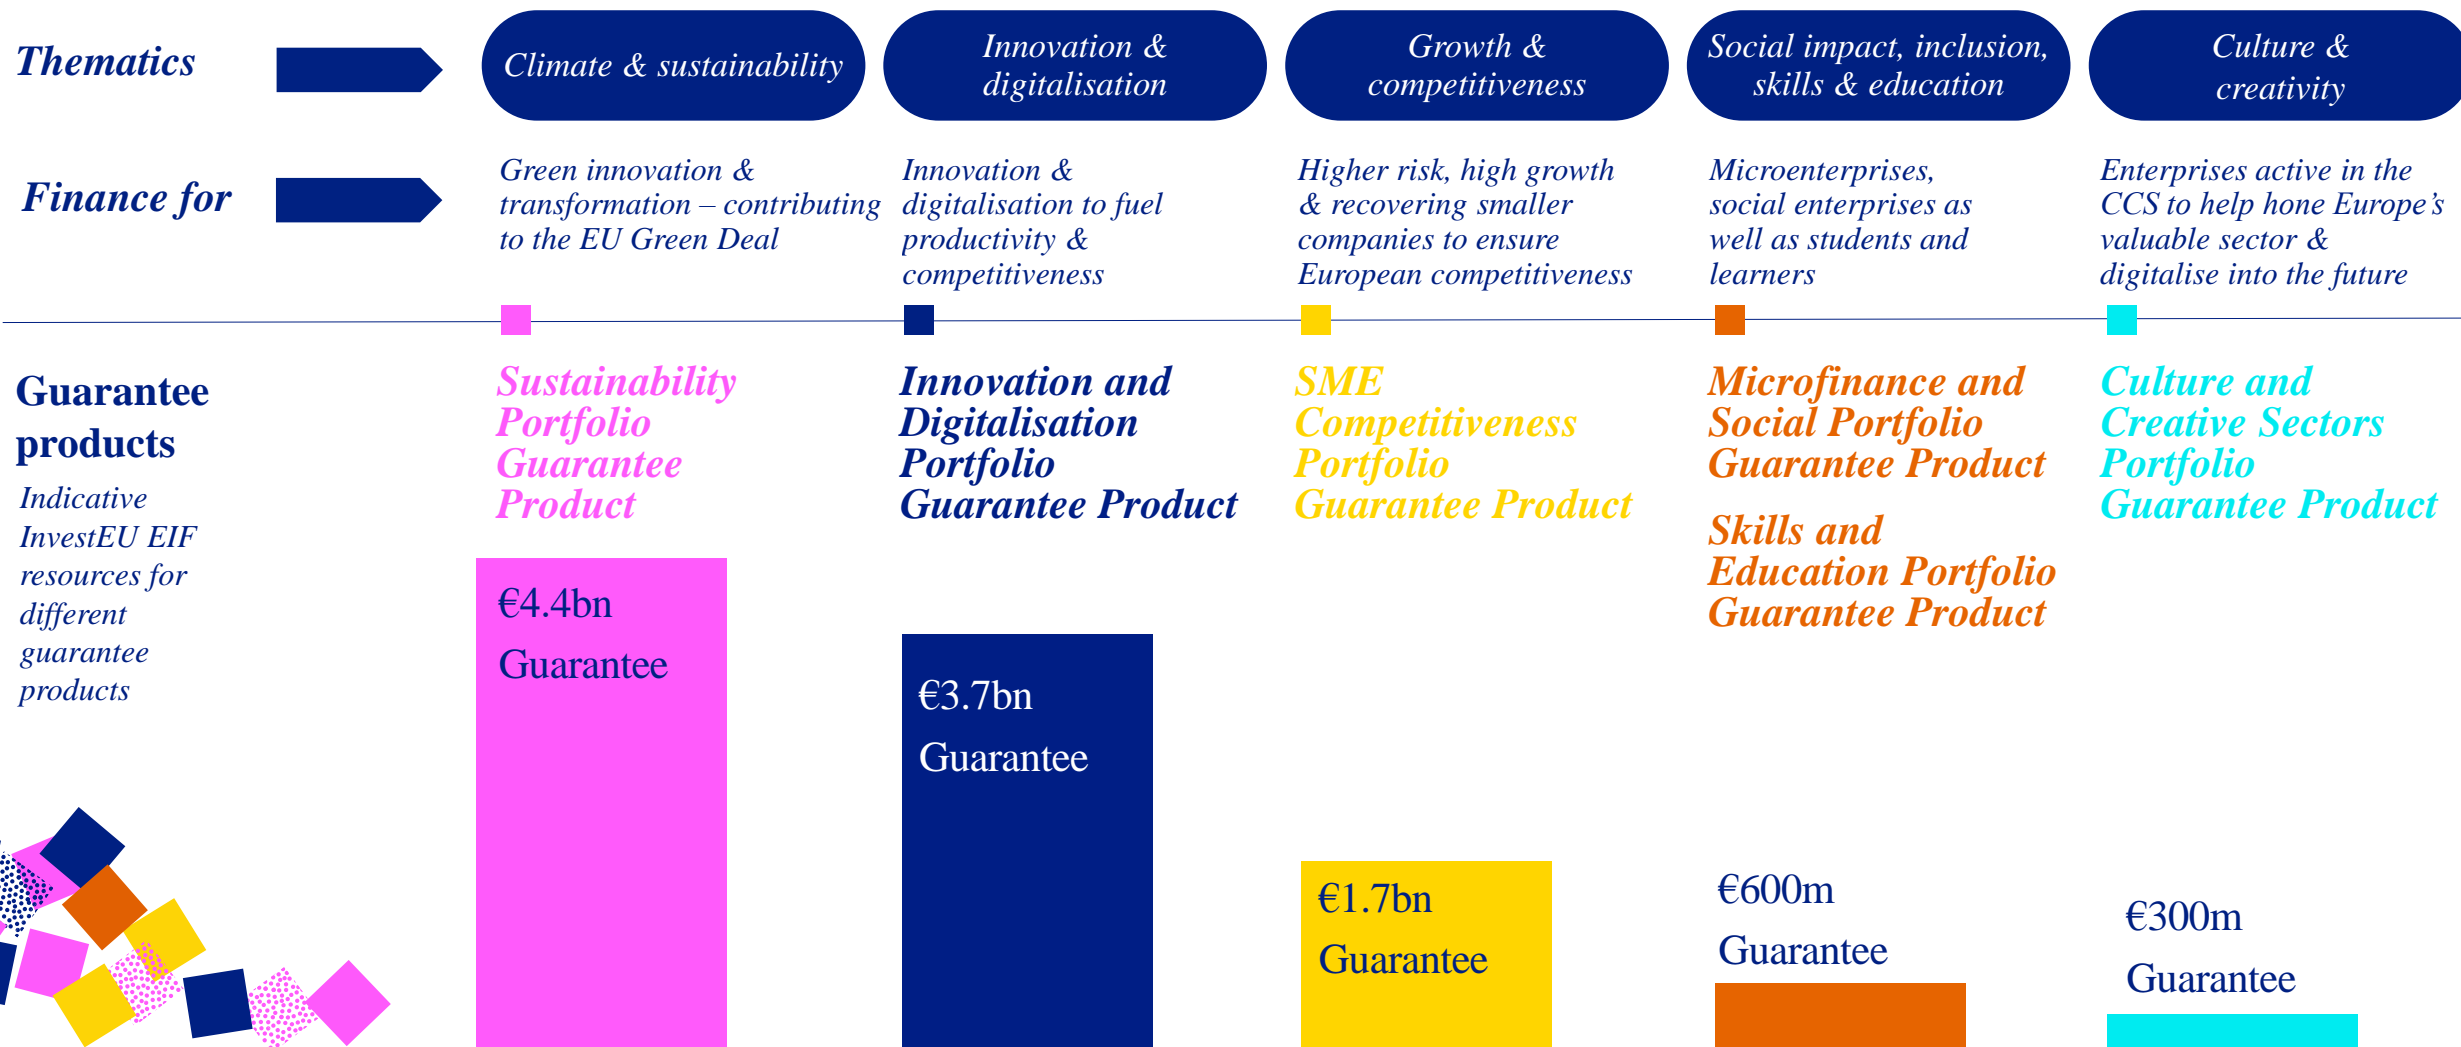 Thematics
Climate & sustainability
Innovation &
digitalisation
Growth &
competitiveness
Social impact, inclusion,
skills & education
Culture &
creativity
Finance for
Green innovation &
transformation – contributing
to the EU Green Deal
Innovation &
digitalisation to fuel
productivity &
competitiveness
Higher risk, high growth
& recovering smaller
companies to ensure
European competitiveness
Microenterprises,
social enterprises as
well as students and
learners
Enterprises active in the
CCS to help hone Europe’s
valuable sector &
digitalise into the future
Guarantee
products
Indicative
InvestEU EIF
resources for
different
guarantee
products
Sustainability
Portfolio
Guarantee
Product
€4.4bn
Guarantee
Innovation and
Digitalisation
Portfolio
Guarantee Product
€3.7bn
Guarantee
SME
Competitiveness
Portfolio
Guarantee Product
€1.7bn
Guarantee
Microfinance and
Social Portfolio
Guarantee Product
Skills and
Education Portfolio
Guarantee Product
€600m
Guarantee
Culture and
Creative Sectors
Portfolio
Guarantee Product
€300m
Guarantee